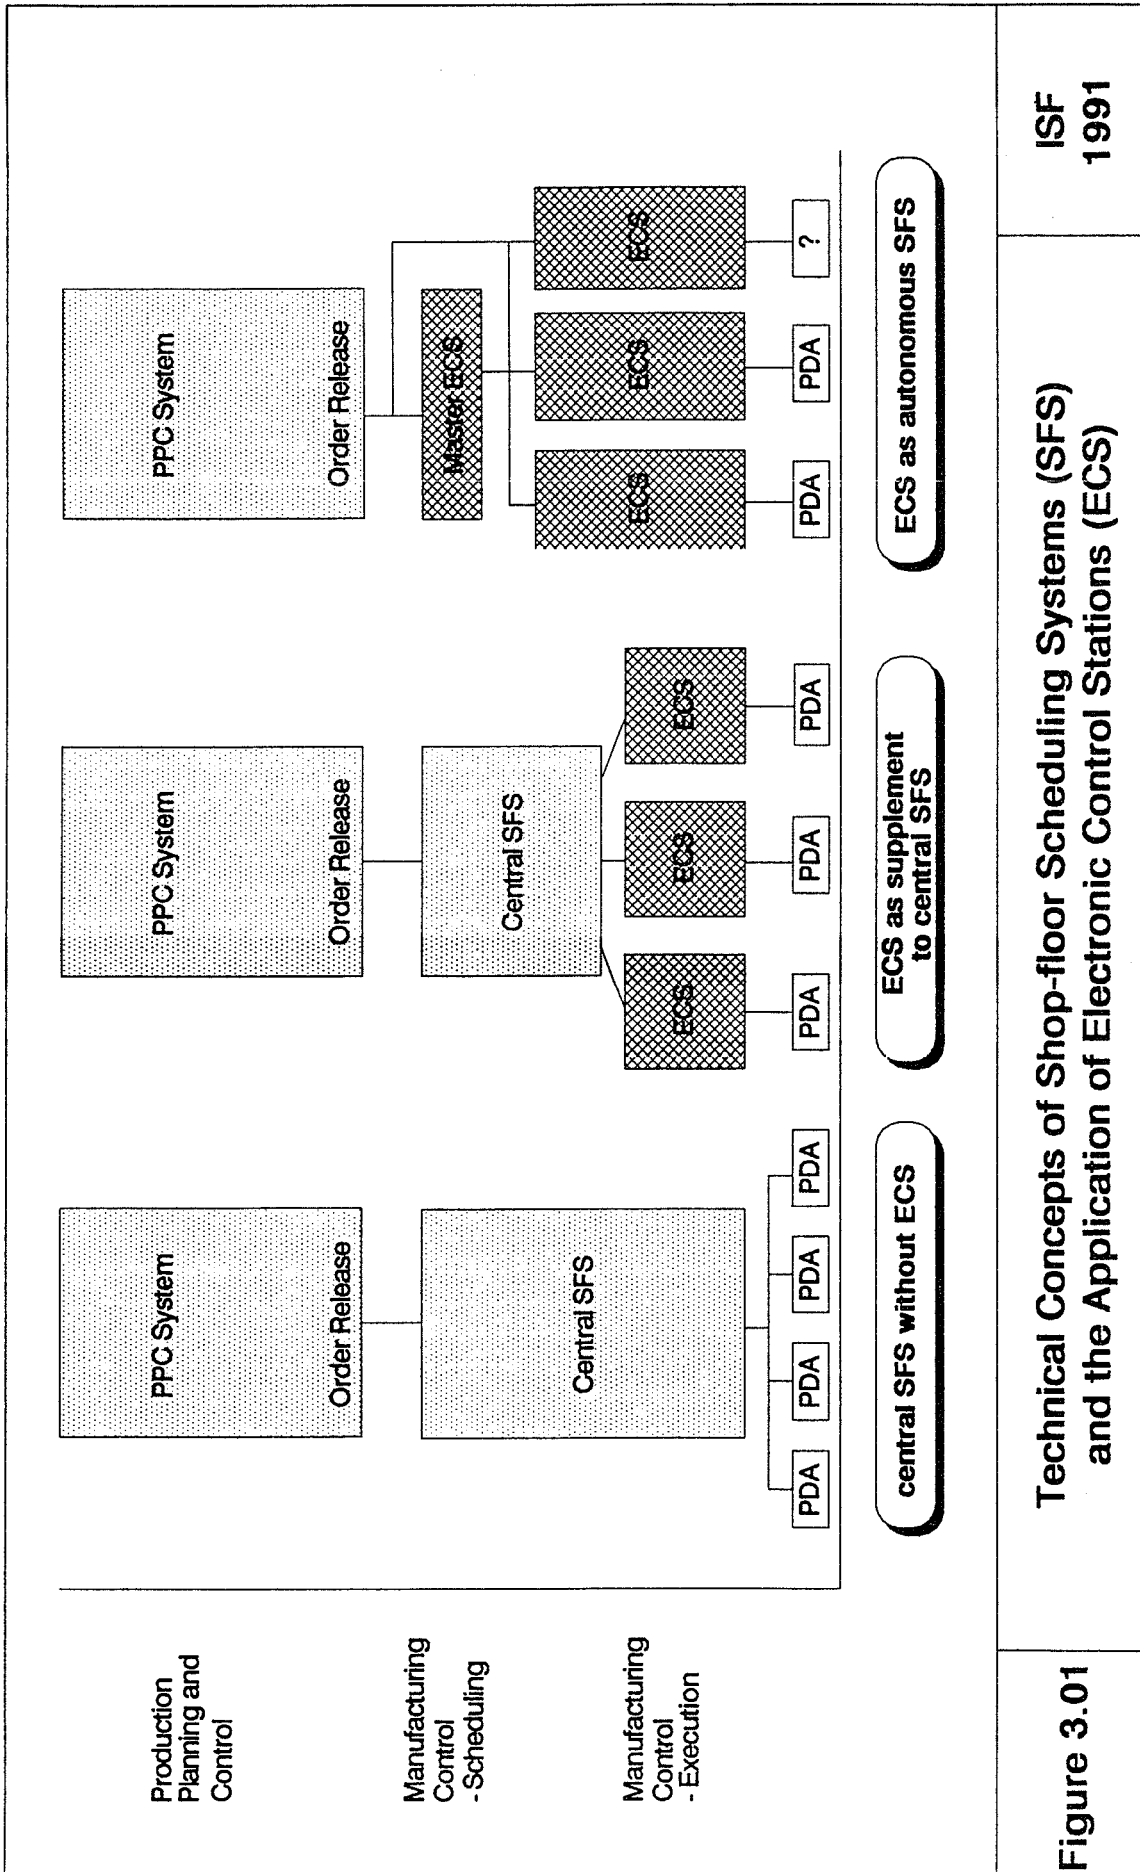 Production
Planning and
Control
PPC System
Order Release
PPC System
Order Release
PPC System
Order Release
Manufacturing
Control
- Scheduling
Central SFS
Central SFS
Master ECS
Manufacturing
Control
- Execution
ECS
ECS
ECS
ECS
ECS
ECS
PDA
PDA
PDA
PDA
PDA
PDA
PDA
PDA
PDA
?
central SFS without ECS
ECS as supplement
to central SFS
ECS as autonomous SFS
Figure 3.01
Technical Concepts of Shop-floor Scheduling Systems (SFS)
and the Application of Electronic Control Stations (ECS)
ISF
1991